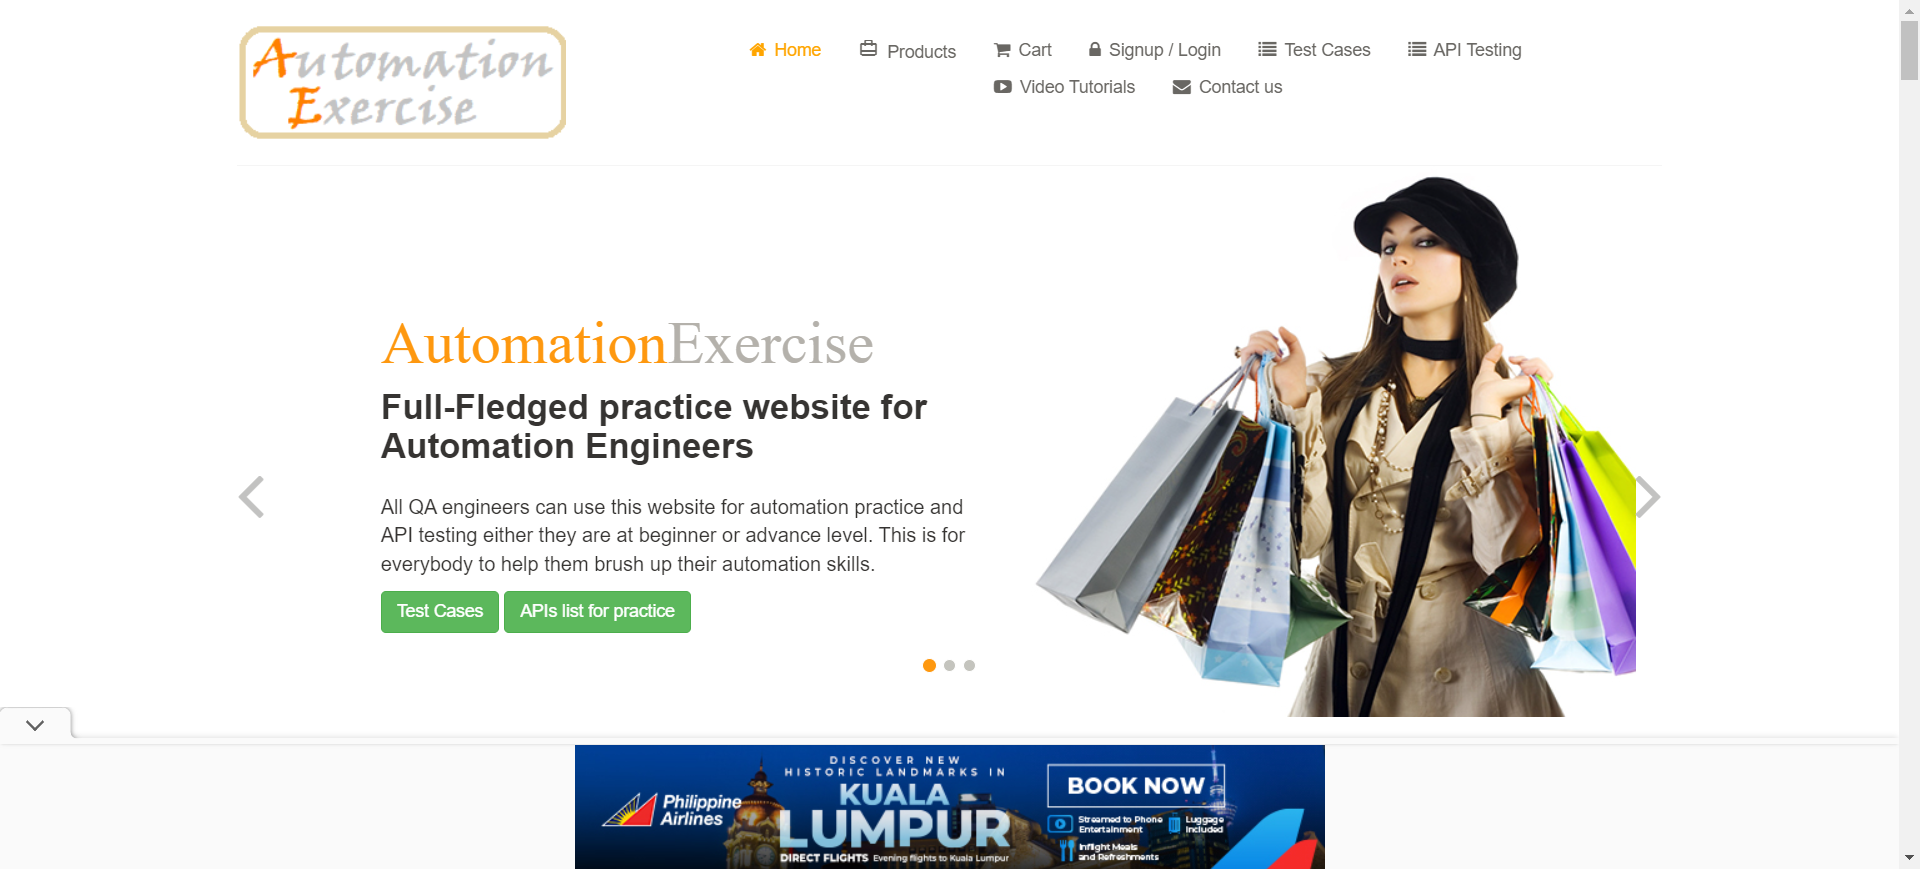 Automation
Exercise
Home
Products
Cart
Signup / Login
Test Cases
API Testing
Video Tutorials
Contact us
AutomationExercise
Full-Fledged practice website for
Automation Engineers
All QA engineers can use this website for automation practice and
API testing either they are at beginner or advance level. This is for
everybody to help them brush up their automation skills.
Test Cases
APIs list for practice
Philippine
Airlines
DISCOVER NEW
HISTORIC LANDMARKS IN
KUALA
LUMPUR
DIRECT FLIGHTS Evening flights to Kuala Lumpur
BOOK NOW
Streamed to Phone
Entertainment
Luggage
Included
Inflight Meals
and Refreshments